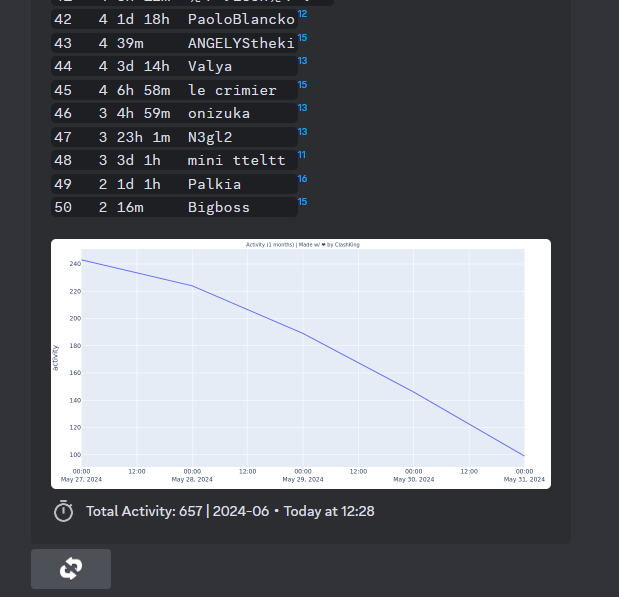 42 4 1d 18h PaoloBlancko 12
43 4 39m ANGELYStheki 15
44 4 3d 14h Valya 13
45 4 6h 58m le crimier 15
46 3 4h 59m onizuka 13
47 3 23h 1m N3gl2 13
48 3 3d 1h mini tteltt 11
49 2 1d 1h Palkia 16
50 2 16m Bigboss 15
Activity (1 months) | Made w/ ❤ by ClashKing
activity
240
220
200
180
160
140
120
100
00:00 12:00 00:00 12:00 00:00 12:00 00:00 12:00 00:00
May 27, 2024 May 28, 2024 May 29, 2024 May 30, 2024 May 31, 2024
Total Activity: 657 | 2024-06 • Today at 12:28